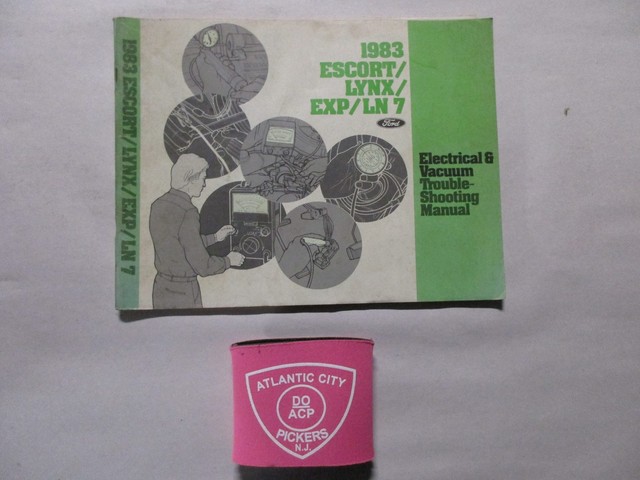 1983 ESCORT/LYNX/EXP/LN 7
1983
ESCORT/
LYNX/
EXP/LN 7
Ford
Electrical &
Vacuum
Trouble-
Shooting
Manual
ATLANTIC CITY
DO
ACP
PICKERS
N.J.